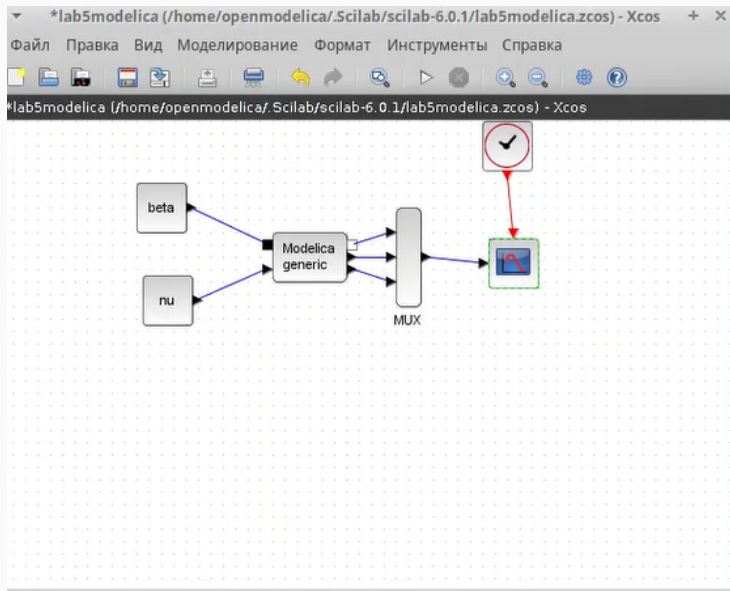 *lab5modelica (/home/openmodelica/.Scilab/scilab-6.0.1/lab5modelica.zcos) - Xcos
Файл Правка Вид Моделирование Формат Инструменты Справка
*lab5modelica (/home/openmodelica/.Scilab/scilab-6.0.1/lab5modelica.zcos) - Xcos
beta
Modelica
generic
nu
MUX